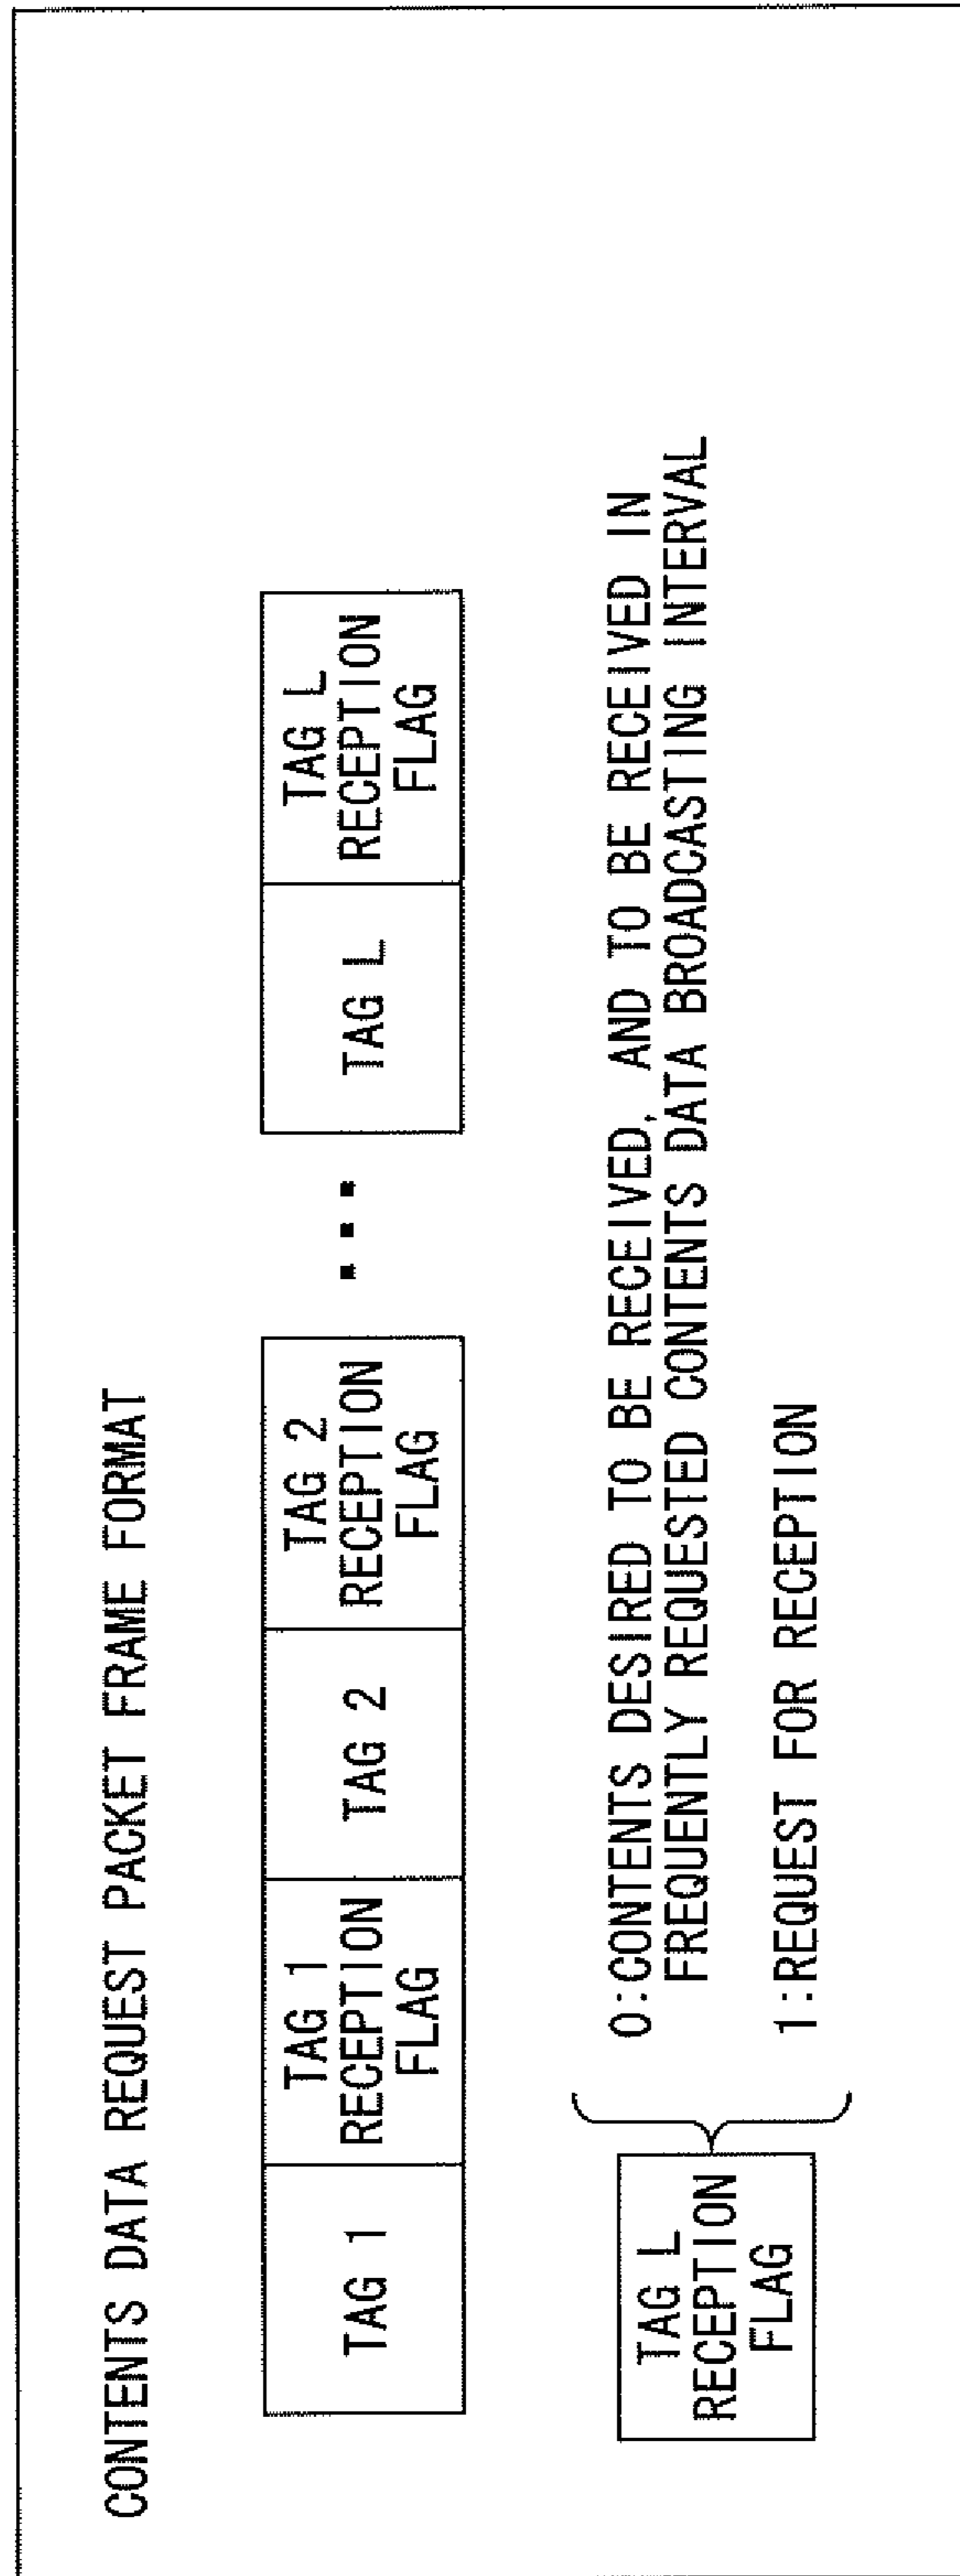 CONTENTS DATA REQUEST PACKET FRAME FORMAT
TAG 1
TAG 1
RECEPTION
FLAG
TAG 2
TAG 2
RECEPTION
FLAG
TAG L
TAG L
RECEPTION
FLAG
TAG L
RECEPTION
FLAG
0:CONTENTS DESIRED TO BE RECEIVED, AND TO BE RECEIVED IN
FREQUENTLY REQUESTED CONTENTS DATA BROADCASTING INTERVAL
1:REQUEST FOR RECEPTION